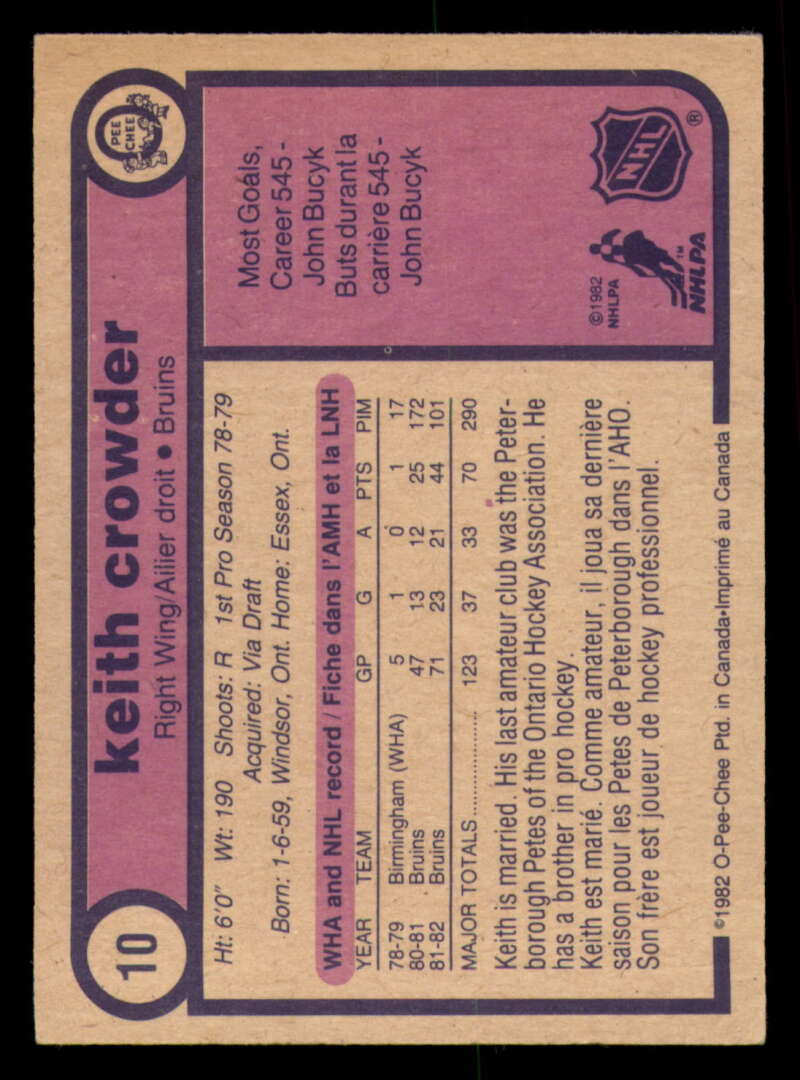 10
keith crowder
Right Wing/Ailier droit • Bruins
O
PEE
CHEE
Ht: 6'0" Wt: 190 Shoots: R 1st Pro Season 78-79
Acquired: Via Draft
Born: 1-6-59, Windsor, Ont. Home: Essex, Ont.
WHA and NHL record / Fiche dans l'AMH et la LNH
YEAR TEAM GP G A PTS PIM
78-79 Birmingham (WHA) 5 1 0 1 17
80-81 Bruins 47 13 12 25 172
81-82 Bruins 71 23 21 44 101
MAJOR TOTALS.................... 123 37 33 70 290
Keith is married. His last amateur club was the Peter-
borough Petes of the Ontario Hockey Association. He
has a brother in pro hockey.
Keith est marié. Comme amateur, il joua sa dernière
saison pour les Petes de Peterborough dans l'AHO.
Son frère est joueur de hockey professionnel.
Most Goals,
Career 545 -
John Bucyk
Buts durant la
carrière 545 -
John Bucyk
©1982
NHLPA
TM
NHLPA
NHL
®
©1982 O-Pee-Chee Ptd. in Canada•Imprimé au Canada